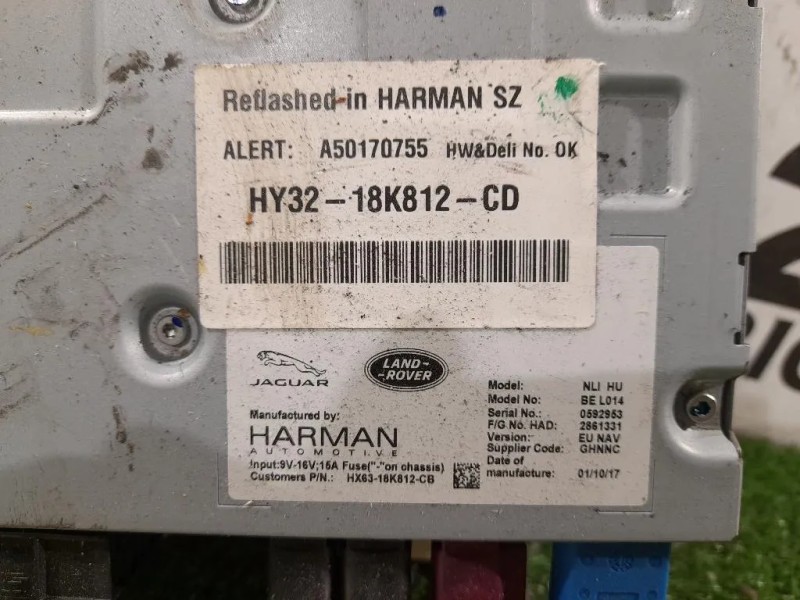 Reflashed in HARMAN SZ
ALERT: A50170755 HW&Deli No. OK
HY32-18K812-CD
JAGUAR
LAND-
-ROVER
Manufactured by:
HARMAN
AUTOMOTIVE
Input:9V-16V;15A Fuse("-"on chassis)
Customers P/N.: HX63-18K812-CB
Model: NLI HU
Model No: BE L014
Serial No.: 0592953
F/G No. HAD: 2861331
Version: EU NAV
Supplier Code: GHNNC
Date of
manufacture: 01/10/17